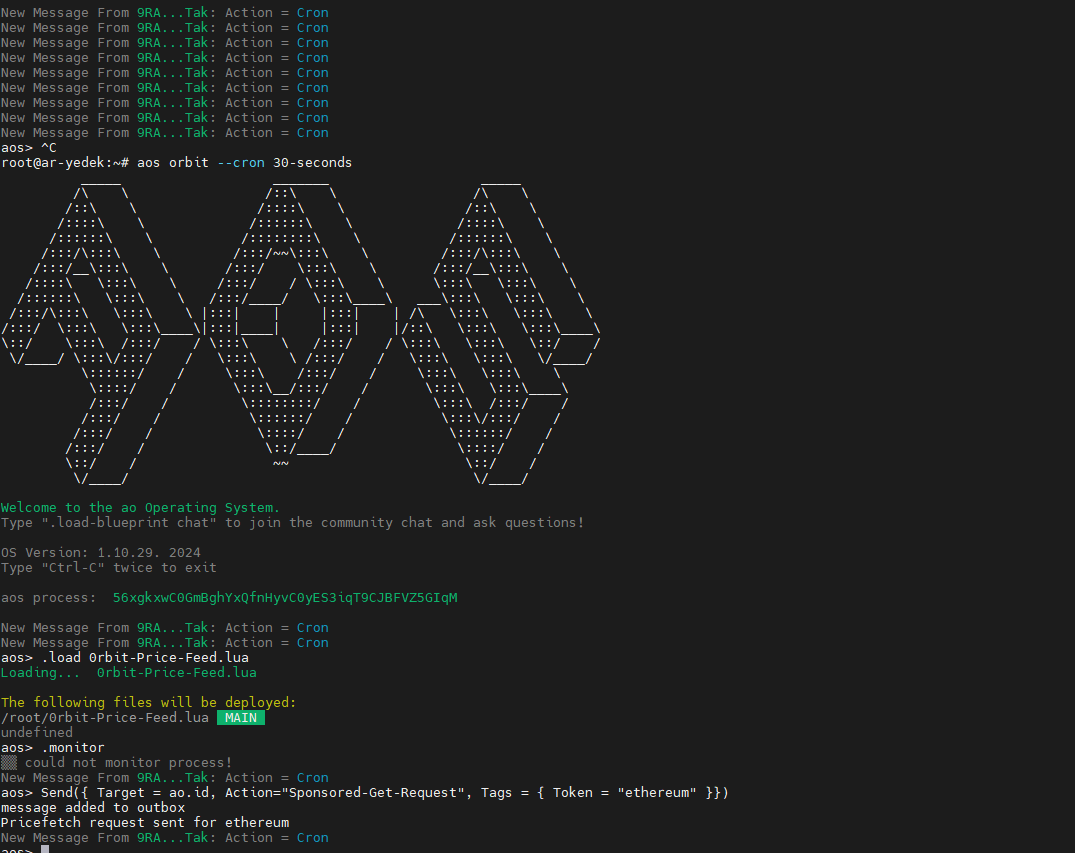 New Message From 9RA...Tak: Action = Cron
New Message From 9RA...Tak: Action = Cron
New Message From 9RA...Tak: Action = Cron
New Message From 9RA...Tak: Action = Cron
New Message From 9RA...Tak: Action = Cron
New Message From 9RA...Tak: Action = Cron
New Message From 9RA...Tak: Action = Cron
New Message From 9RA...Tak: Action = Cron
New Message From 9RA...Tak: Action = Cron
aos> ^C
root@ar-yedek:~# aos orbit --cron 30-seconds
Welcome to the ao Operating System.
Type ".load-blueprint chat" to join the community chat and ask questions!
OS Version: 1.10.29. 2024
Type "Ctrl-C" twice to exit
aos process:  56xgkxwC0GmBghYxQfnHyvC0yES3iqT9CJBFVZ5GIqM
New Message From 9RA...Tak: Action = Cron
New Message From 9RA...Tak: Action = Cron
aos> .load 0rbit-Price-Feed.lua
Loading...  0rbit-Price-Feed.lua
The following files will be deployed:
/root/0rbit-Price-Feed.lua MAIN
undefined
aos> .monitor
could not monitor process!
New Message From 9RA...Tak: Action = Cron
aos> Send({ Target = ao.id, Action="Sponsored-Get-Request", Tags = { Token = "ethereum" }})
message added to outbox
Pricefetch request sent for ethereum
New Message From 9RA...Tak: Action = Cron
aos>